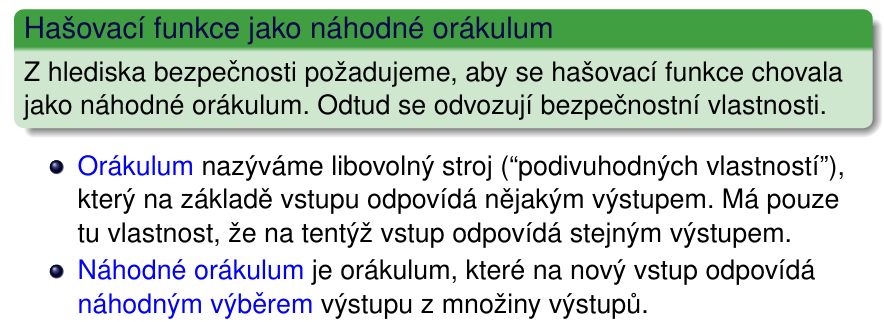 Hašovací funkce jako náhodné orákulum
Z hlediska bezpečnosti požadujeme, aby se hašovací funkce chovala
jako náhodné orákulum. Odtud se odvozují bezpečnostní vlastnosti.
Orákulum nazýváme libovolný stroj (“podivuhodných vlastností”),
který na základě vstupu odpovídá nějakým výstupem. Má pouze
tu vlastnost, že na tentýž vstup odpovídá stejným výstupem.
Náhodné orákulum je orákulum, které na nový vstup odpovídá
náhodným výběrem výstupu z množiny výstupů.